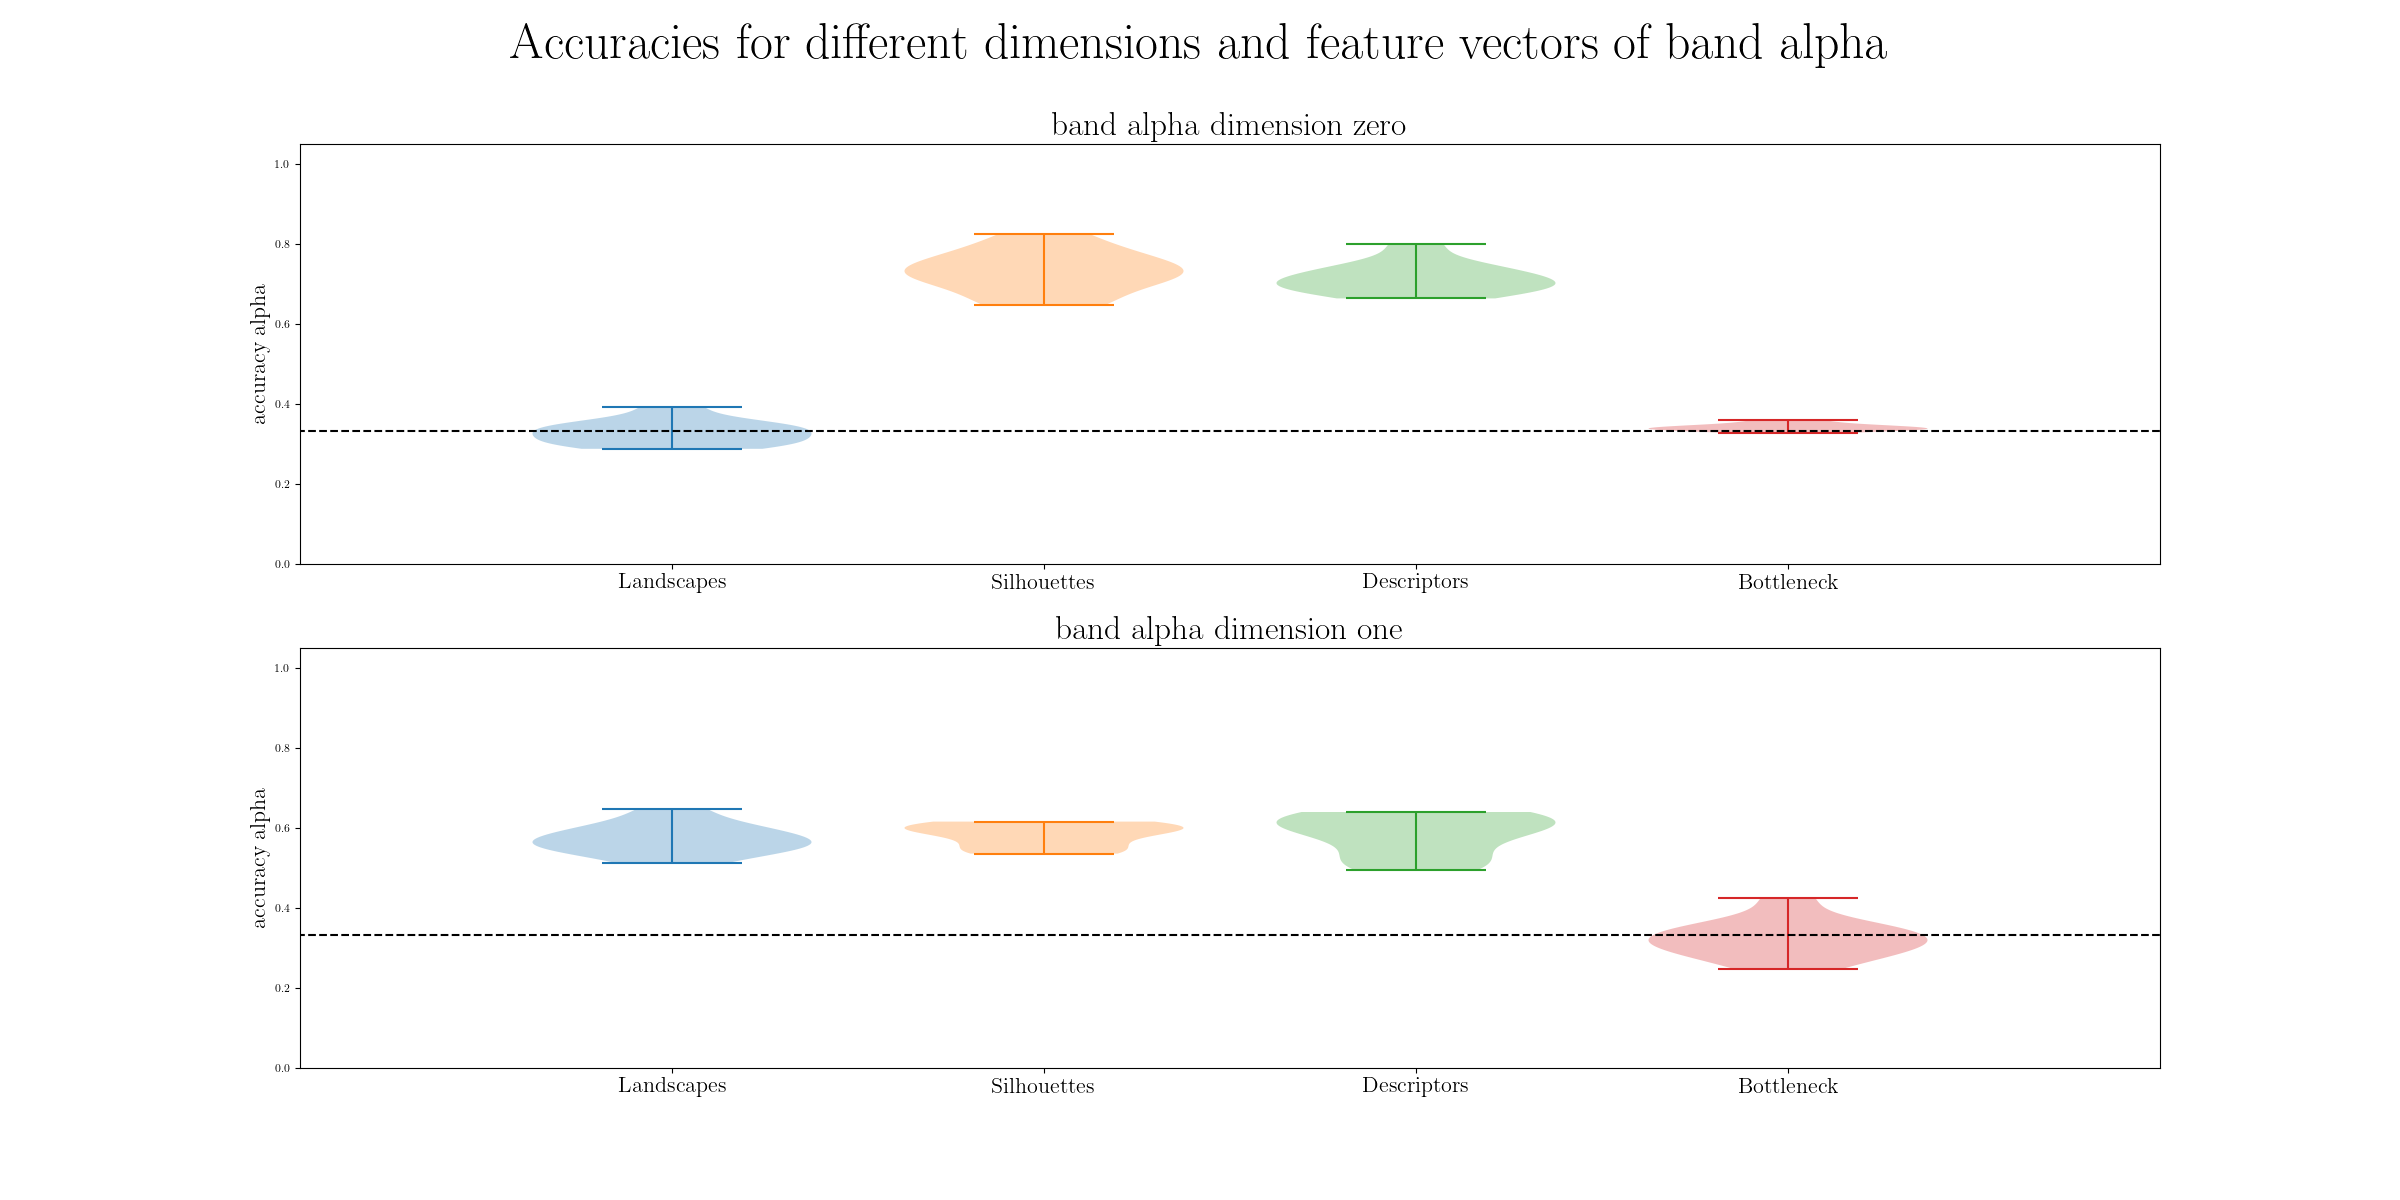 Accuracies for different dimensions and feature vectors of band alpha
band alpha dimension zero
1.0
0.8
0.6
0.4
0.2
0.0
accuracy alpha
Landscapes Silhouettes Descriptors Bottleneck
band alpha dimension one
1.0
0.8
0.6
0.4
0.2
0.0
accuracy alpha
Landscapes Silhouettes Descriptors Bottleneck